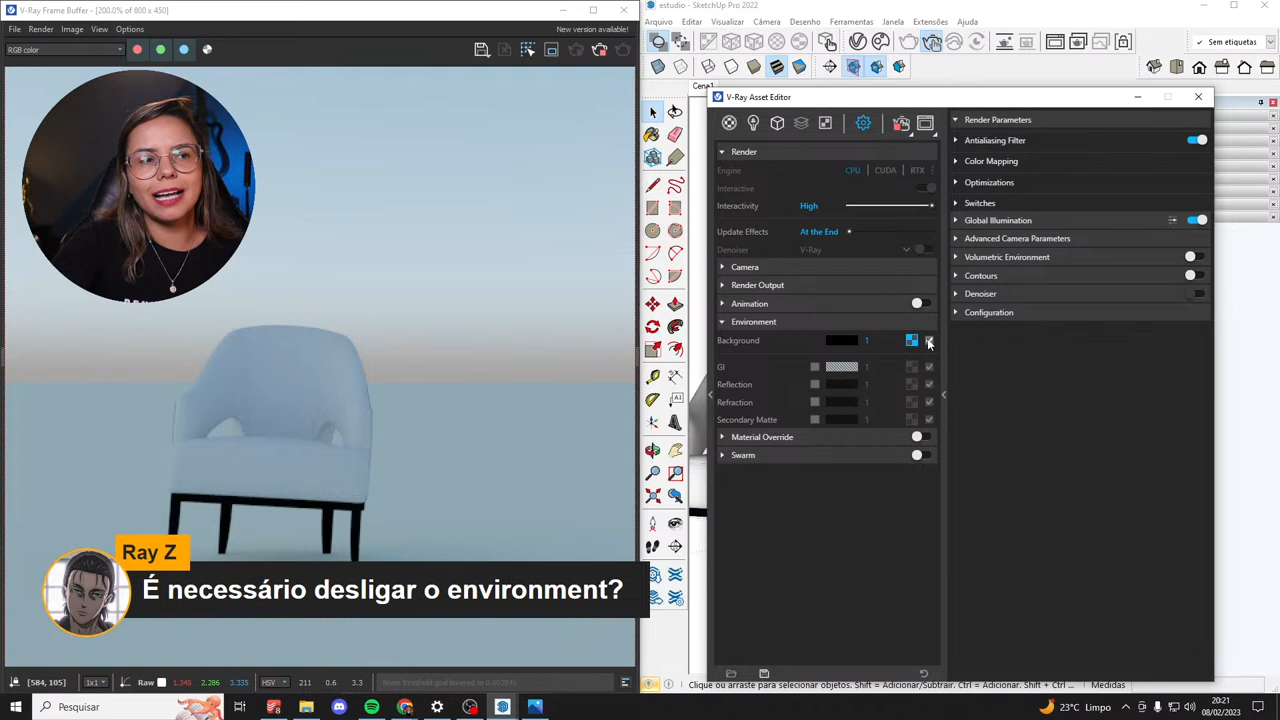 V-Ray Frame Buffer - [200.0% of 800 x 450]
File Render Image View Options
New version available!
RGB color
estudio - SketchUp Pro 2022
Arquivo Editar Visualizar Câmera Desenho Ferramentas Janela Extensões Ajuda
Sem etiquetas
Cena1
V-Ray Asset Editor
Render
Engine CPU CUDA RTX
Interactive
Interactivity High
Update Effects At the End
Denoiser V-Ray
Camera
Render Output
Animation
Environment
Background 1
GI 1
Reflection 1
Refraction 1
Secondary Matte 1
Material Override
Swarm
Render Parameters
Antialiasing Filter
Color Mapping
Optimizations
Switches
Global Illumination
Advanced Camera Parameters
Volumetric Environment
Contours
Denoiser
Configuration
Ray Z
É necessário desligar o environment?
[584, 105] 1x1 Raw 1.345 2.286 3.335 HSV 211 0.6 3.3
Clique ou arraste para selecionar objetos. Shift = Adicionar/Subtrair. Ctrl = Adicionar. Shift Medidas
Pesquisar
23°C Limpo
20:21
08/02/2023